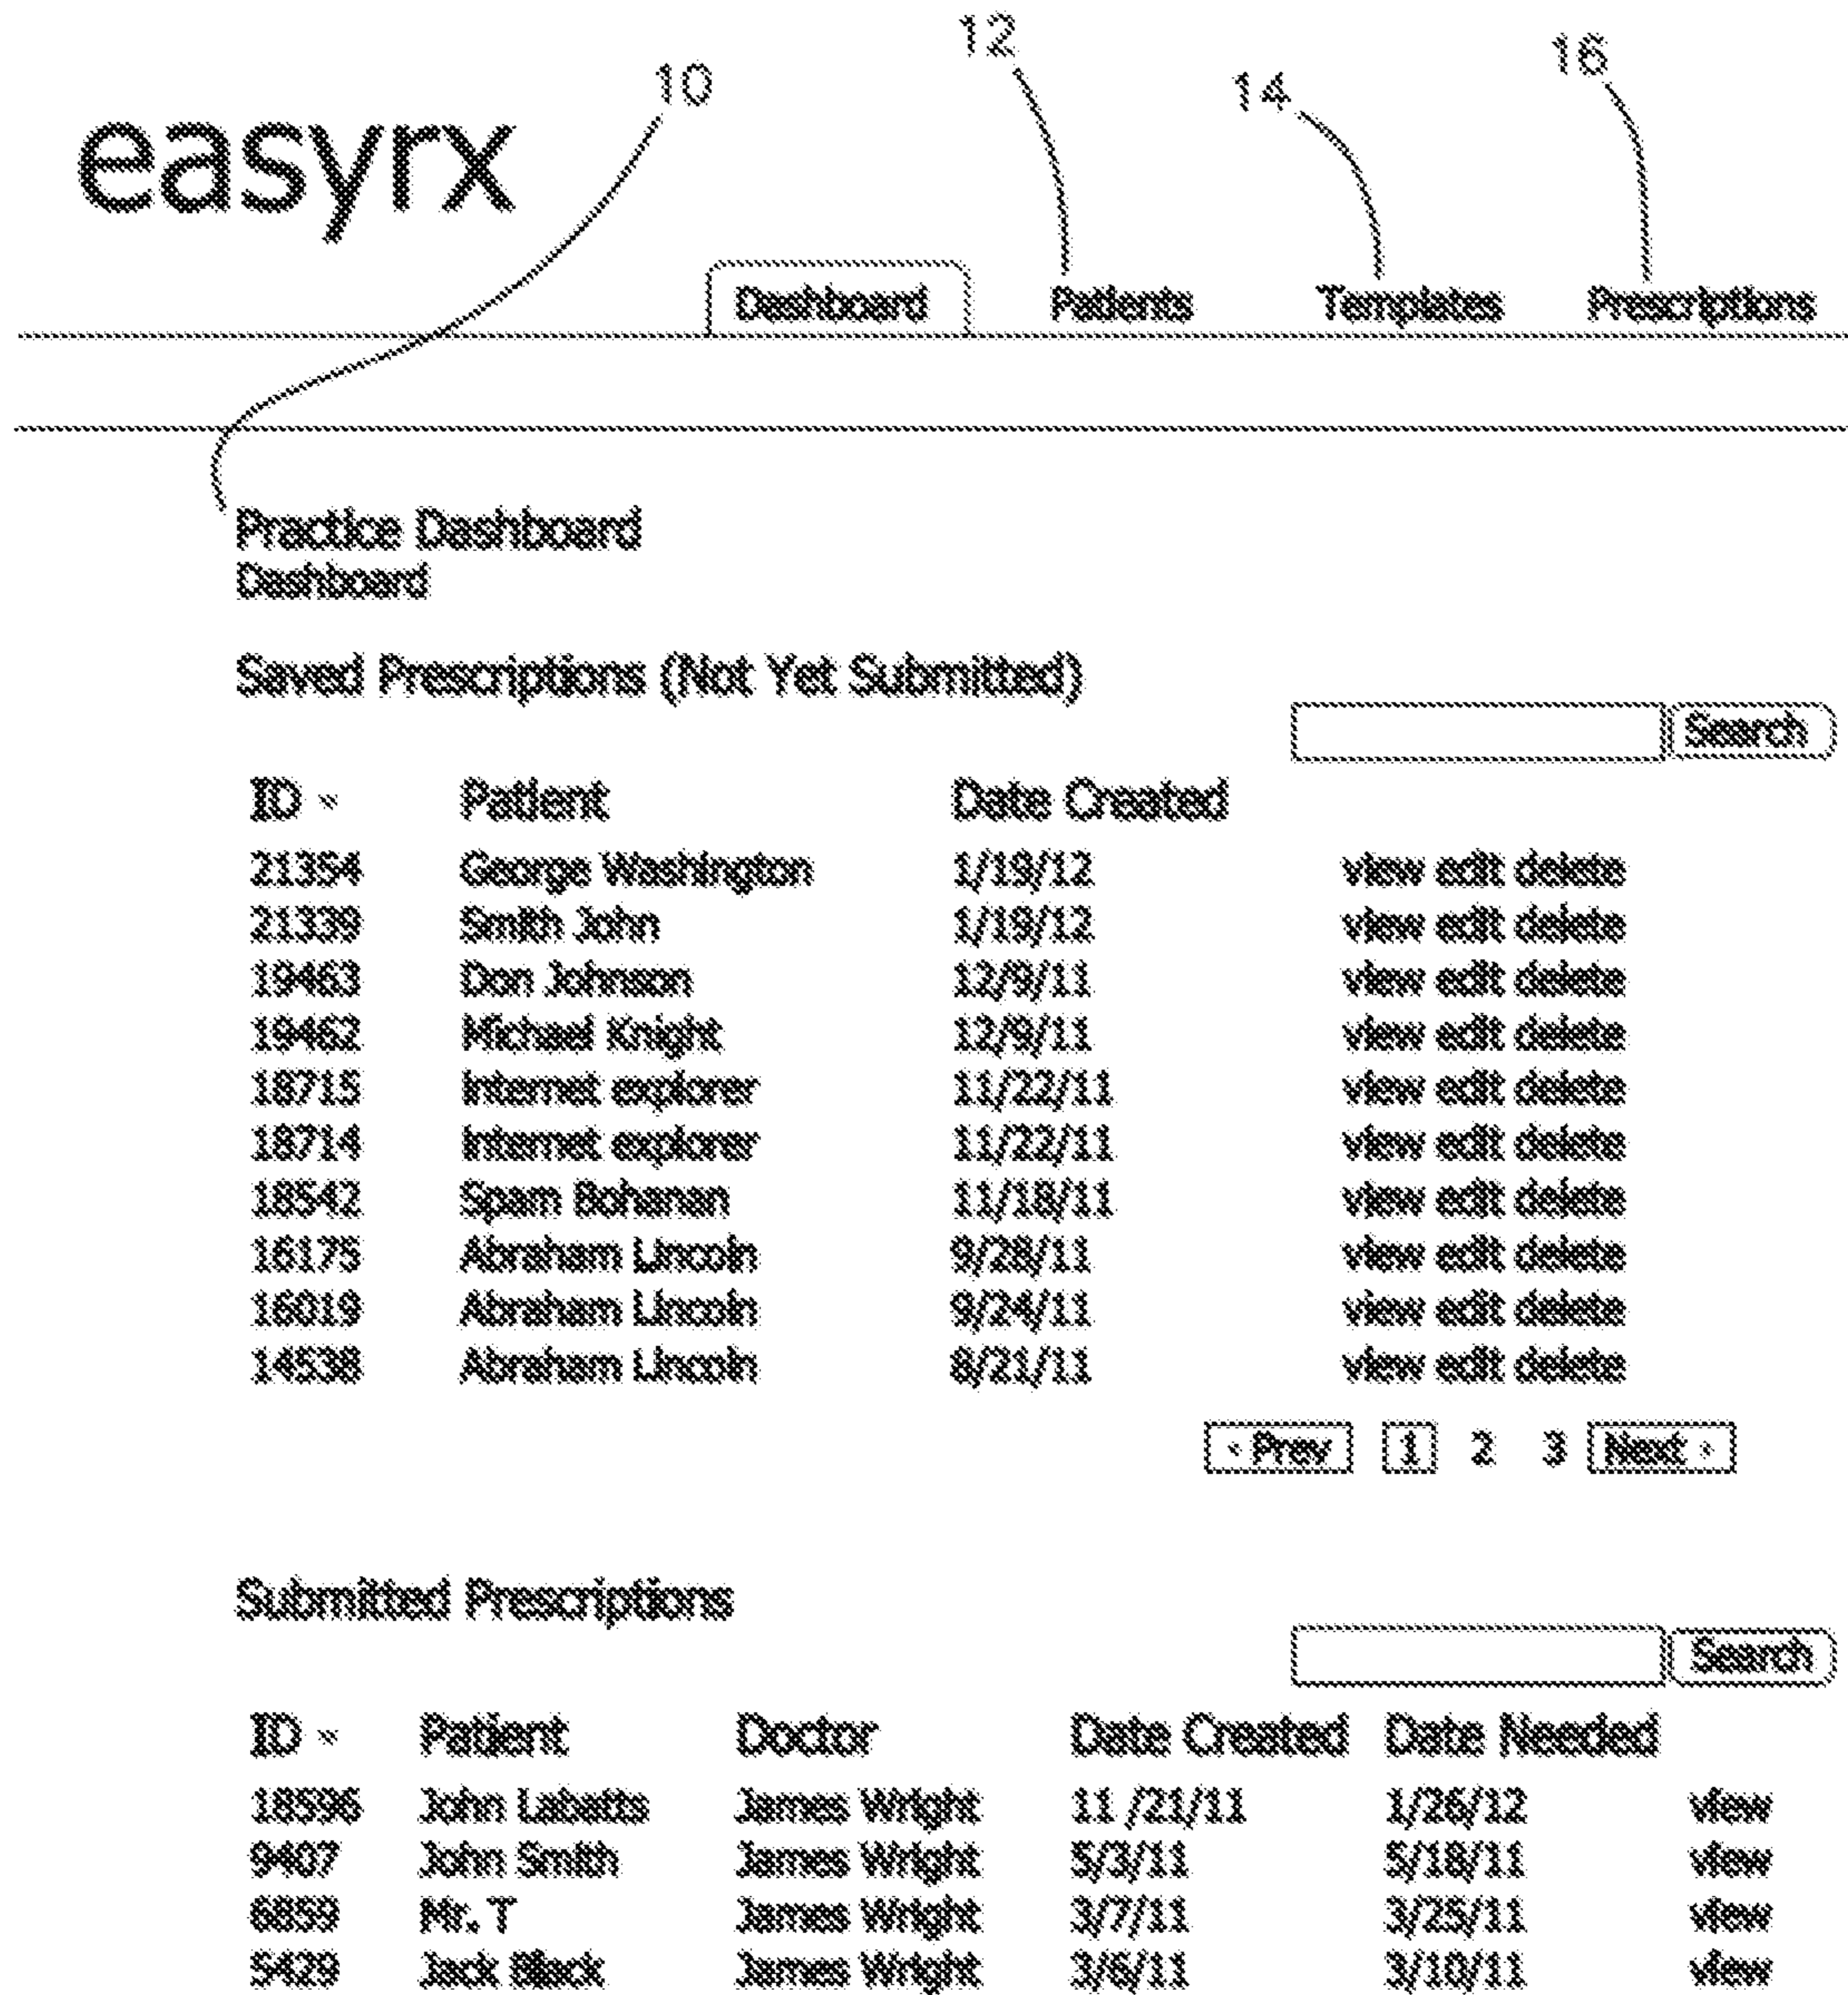 12
16
10
14
easyrx
Dashboard Patients Templates Prescriptions
Practice Dashboard
Dashboard
Saved Prescriptions (Not Yet Submitted)
Search
ID Patient Date Created
21354 George Washington 1/19/12 view edit delete
21339 Smith John 1/19/12 view edit delete
19463 Don Johnson 12/9/11 view edit delete
19462 Michael Knight 12/9/11 view edit delete
18715 Internet explorer 11/22/11 view edit delete
18714 Internet explorer 11/22/11 view edit delete
18542 Spam Bohanan 11/18/11 view edit delete
16175 Abraham Lincoln 9/28/11 view edit delete
16019 Abraham Lincoln 9/24/11 view edit delete
14538 Abraham Lincoln 8/21/11 view edit delete
‹ Prev 1 2 3 Next ›
Submitted Prescriptions
Search
ID Patient Doctor Date Created Date Needed
18596 John Labatts James Wright 11 /21/11 1/26/12 view
9407 John Smith James Wright 5/3/11 5/18/11 view
6859 Mr. T James Wright 3/7/11 3/25/11 view
5429 Jack Black James Wright 3/6/11 3/10/11 view